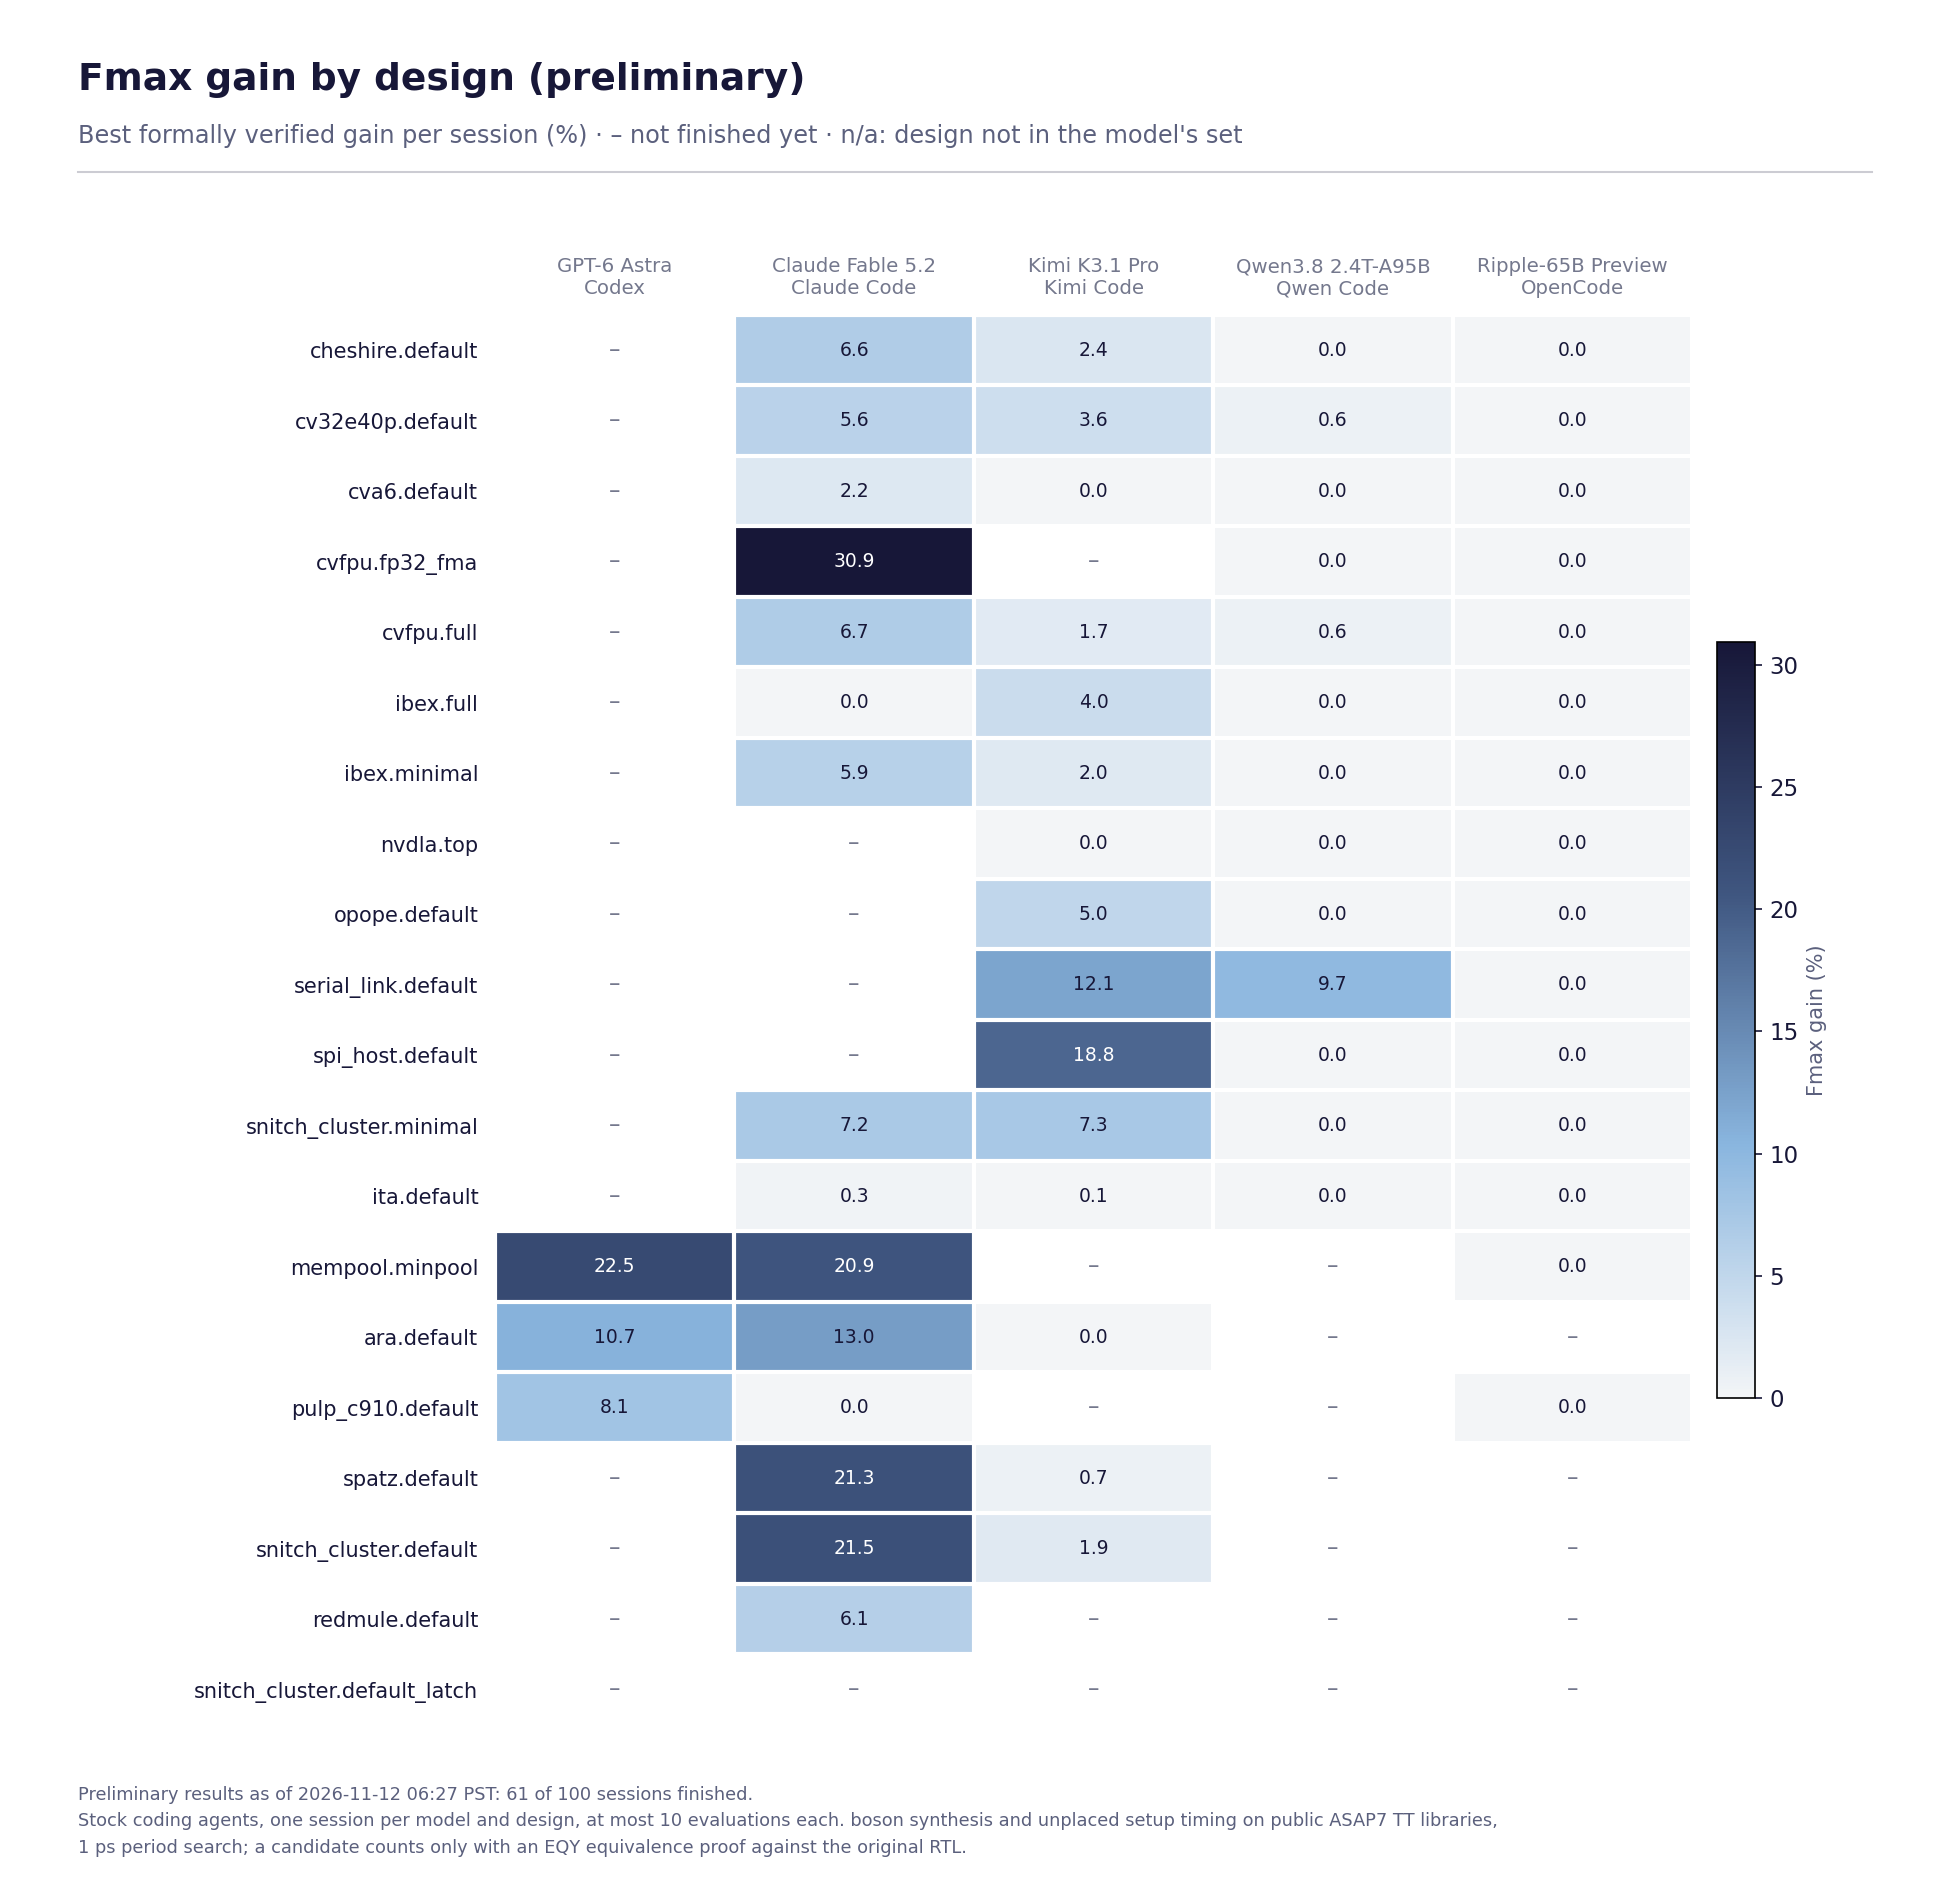 Fmax gain by design (preliminary)
Best formally verified gain per session (%) · – not finished yet · n/a: design not in the model's set
GPT-6 Astra Claude Fable 5.2 Kimi K3.1 Pro Qwen3.8 2.4T-A95B Ripple-65B Preview
Codex Claude Code Kimi Code Qwen Code OpenCode
cheshire.default – 6.6 2.4 0.0 0.0
cv32e40p.default – 5.6 3.6 0.6 0.0
cva6.default – 2.2 0.0 0.0 0.0
cvfpu.fp32_fma – 30.9 – 0.0 0.0
cvfpu.full – 6.7 1.7 0.6 0.0
ibex.full – 0.0 4.0 0.0 0.0
ibex.minimal – 5.9 2.0 0.0 0.0
nvdla.top – – 0.0 0.0 0.0
opope.default – – 5.0 0.0 0.0
serial_link.default – – 12.1 9.7 0.0
spi_host.default – – 18.8 0.0 0.0
snitch_cluster.minimal – 7.2 7.3 0.0 0.0
ita.default – 0.3 0.1 0.0 0.0
mempool.minpool 22.5 20.9 – – 0.0
ara.default 10.7 13.0 0.0 – –
pulp_c910.default 8.1 0.0 – – 0.0
spatz.default – 21.3 0.7 – –
snitch_cluster.default – 21.5 1.9 – –
redmule.default – 6.1 – – –
snitch_cluster.default_latch – – – – –
30
25
20
15
10
5
0
Fmax gain (%)
Preliminary results as of 2026-11-12 06:27 PST: 61 of 100 sessions finished.
Stock coding agents, one session per model and design, at most 10 evaluations each. boson synthesis and unplaced setup timing on public ASAP7 TT libraries,
1 ps period search; a candidate counts only with an EQY equivalence proof against the original RTL.